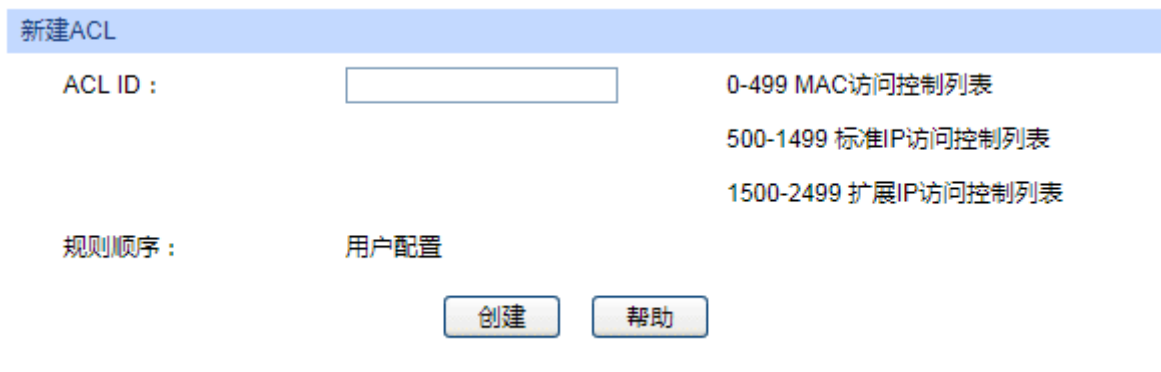 新建ACL
ACL ID： 0-499 MAC访问控制列表
500-1499 标准IP访问控制列表
1500-2499 扩展IP访问控制列表
规则顺序： 用户配置
创建 帮助